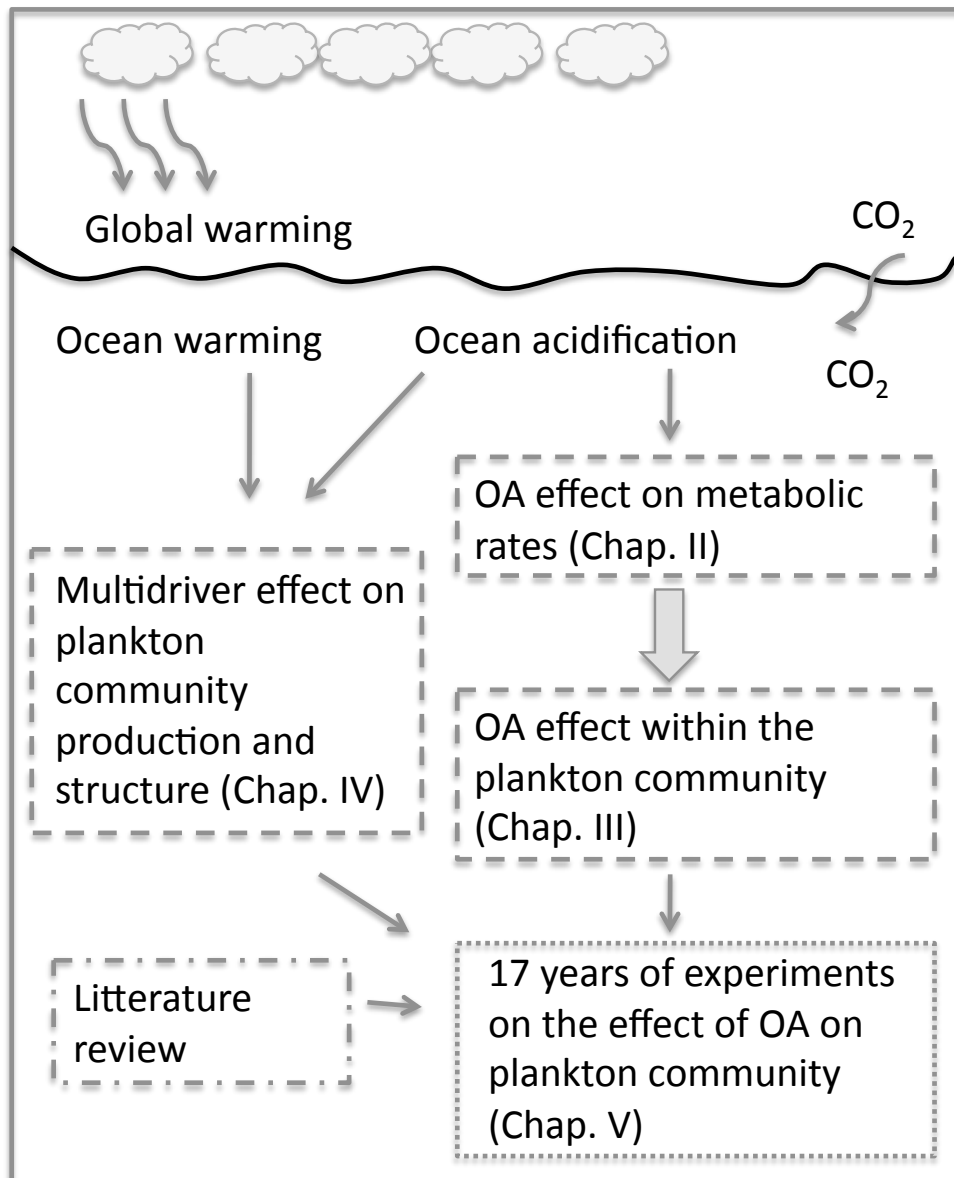 Global warming
CO₂
Ocean warming
Ocean acidification
CO₂
OA effect on metabolic
rates (Chap. II)
Multidriver effect on
plankton
community
production and
structure (Chap. IV)
OA effect within the
plankton community
(Chap. III)
Litterature
review
17 years of experiments
on the effect of OA on
plankton community
(Chap. V)